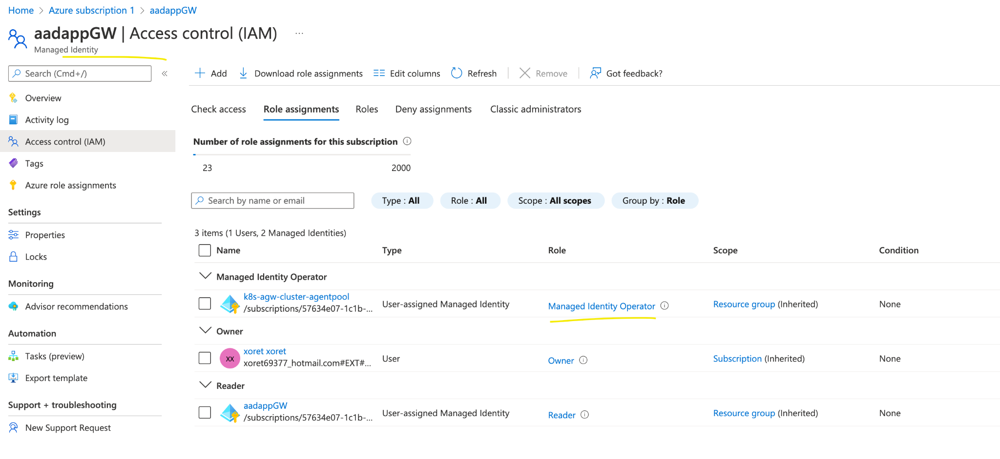 Home > Azure subscription 1 > aadappGW
aadappGW | Access control (IAM) ...
Managed Identity
Search (Cmd+/) «
Add Download role assignments Edit columns Refresh Remove Got feedback?
Overview
Activity log
Access control (IAM)
Tags
Azure role assignments
Settings
Properties
Locks
Monitoring
Advisor recommendations
Automation
Tasks (preview)
Export template
Support + troubleshooting
New Support Request
Check access Role assignments Roles Deny assignments Classic administrators
Number of role assignments for this subscription
23 2000
Search by name or email Type : All Role : All Scope : All scopes Group by : Role
3 items (1 Users, 2 Managed Identities)
Name Type Role Scope Condition
Managed Identity Operator
k8s-agw-cluster-agentpool
/subscriptions/57634e07-1c1b-... User-assigned Managed Identity Managed Identity Operator Resource group (Inherited) None
Owner
xoret xoret
XX xoret69377_hotmail.com#EXT#... User Owner Subscription (Inherited) None
Reader
aadappGW
/subscriptions/57634e07-1c1b-... User-assigned Managed Identity Reader Resource group (Inherited) None